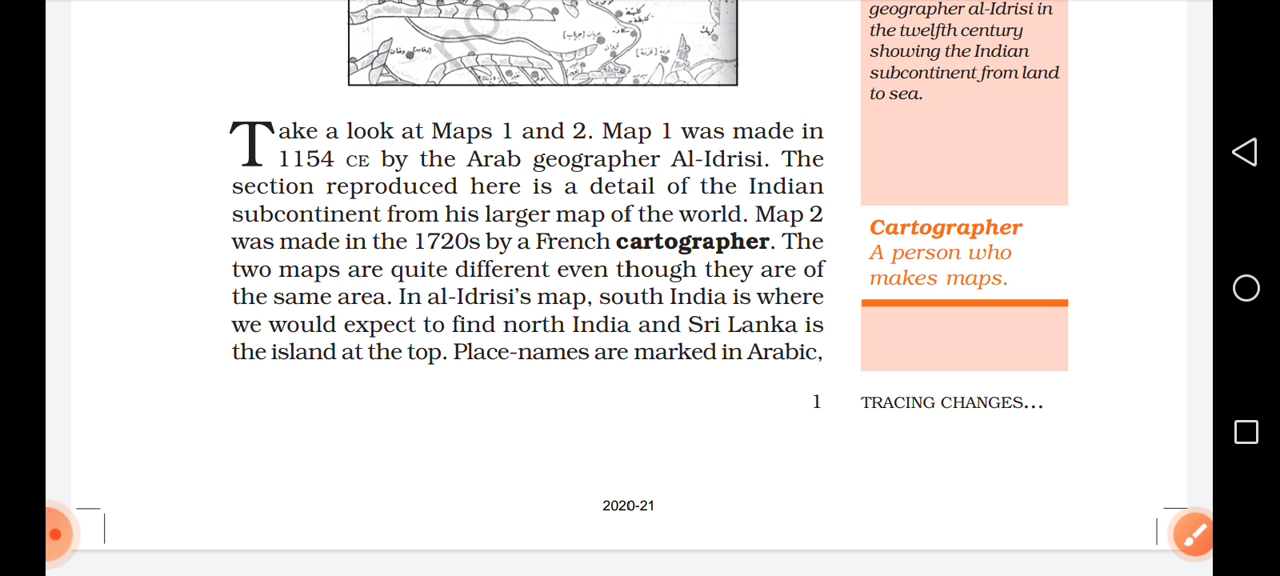 geographer al-Idrisi in
the twelfth century
showing the Indian
subcontinent from land
to sea.
Take a look at Maps 1 and 2. Map 1 was made in
1154 CE by the Arab geographer Al-Idrisi. The
section reproduced here is a detail of the Indian
subcontinent from his larger map of the world. Map 2
was made in the 1720s by a French cartographer. The
two maps are quite different even though they are of
the same area. In al-Idrisi's map, south India is where
we would expect to find north India and Sri Lanka is
the island at the top. Place-names are marked in Arabic,
Cartographer
A person who
makes maps.
1
TRACING CHANGES...
2020-21